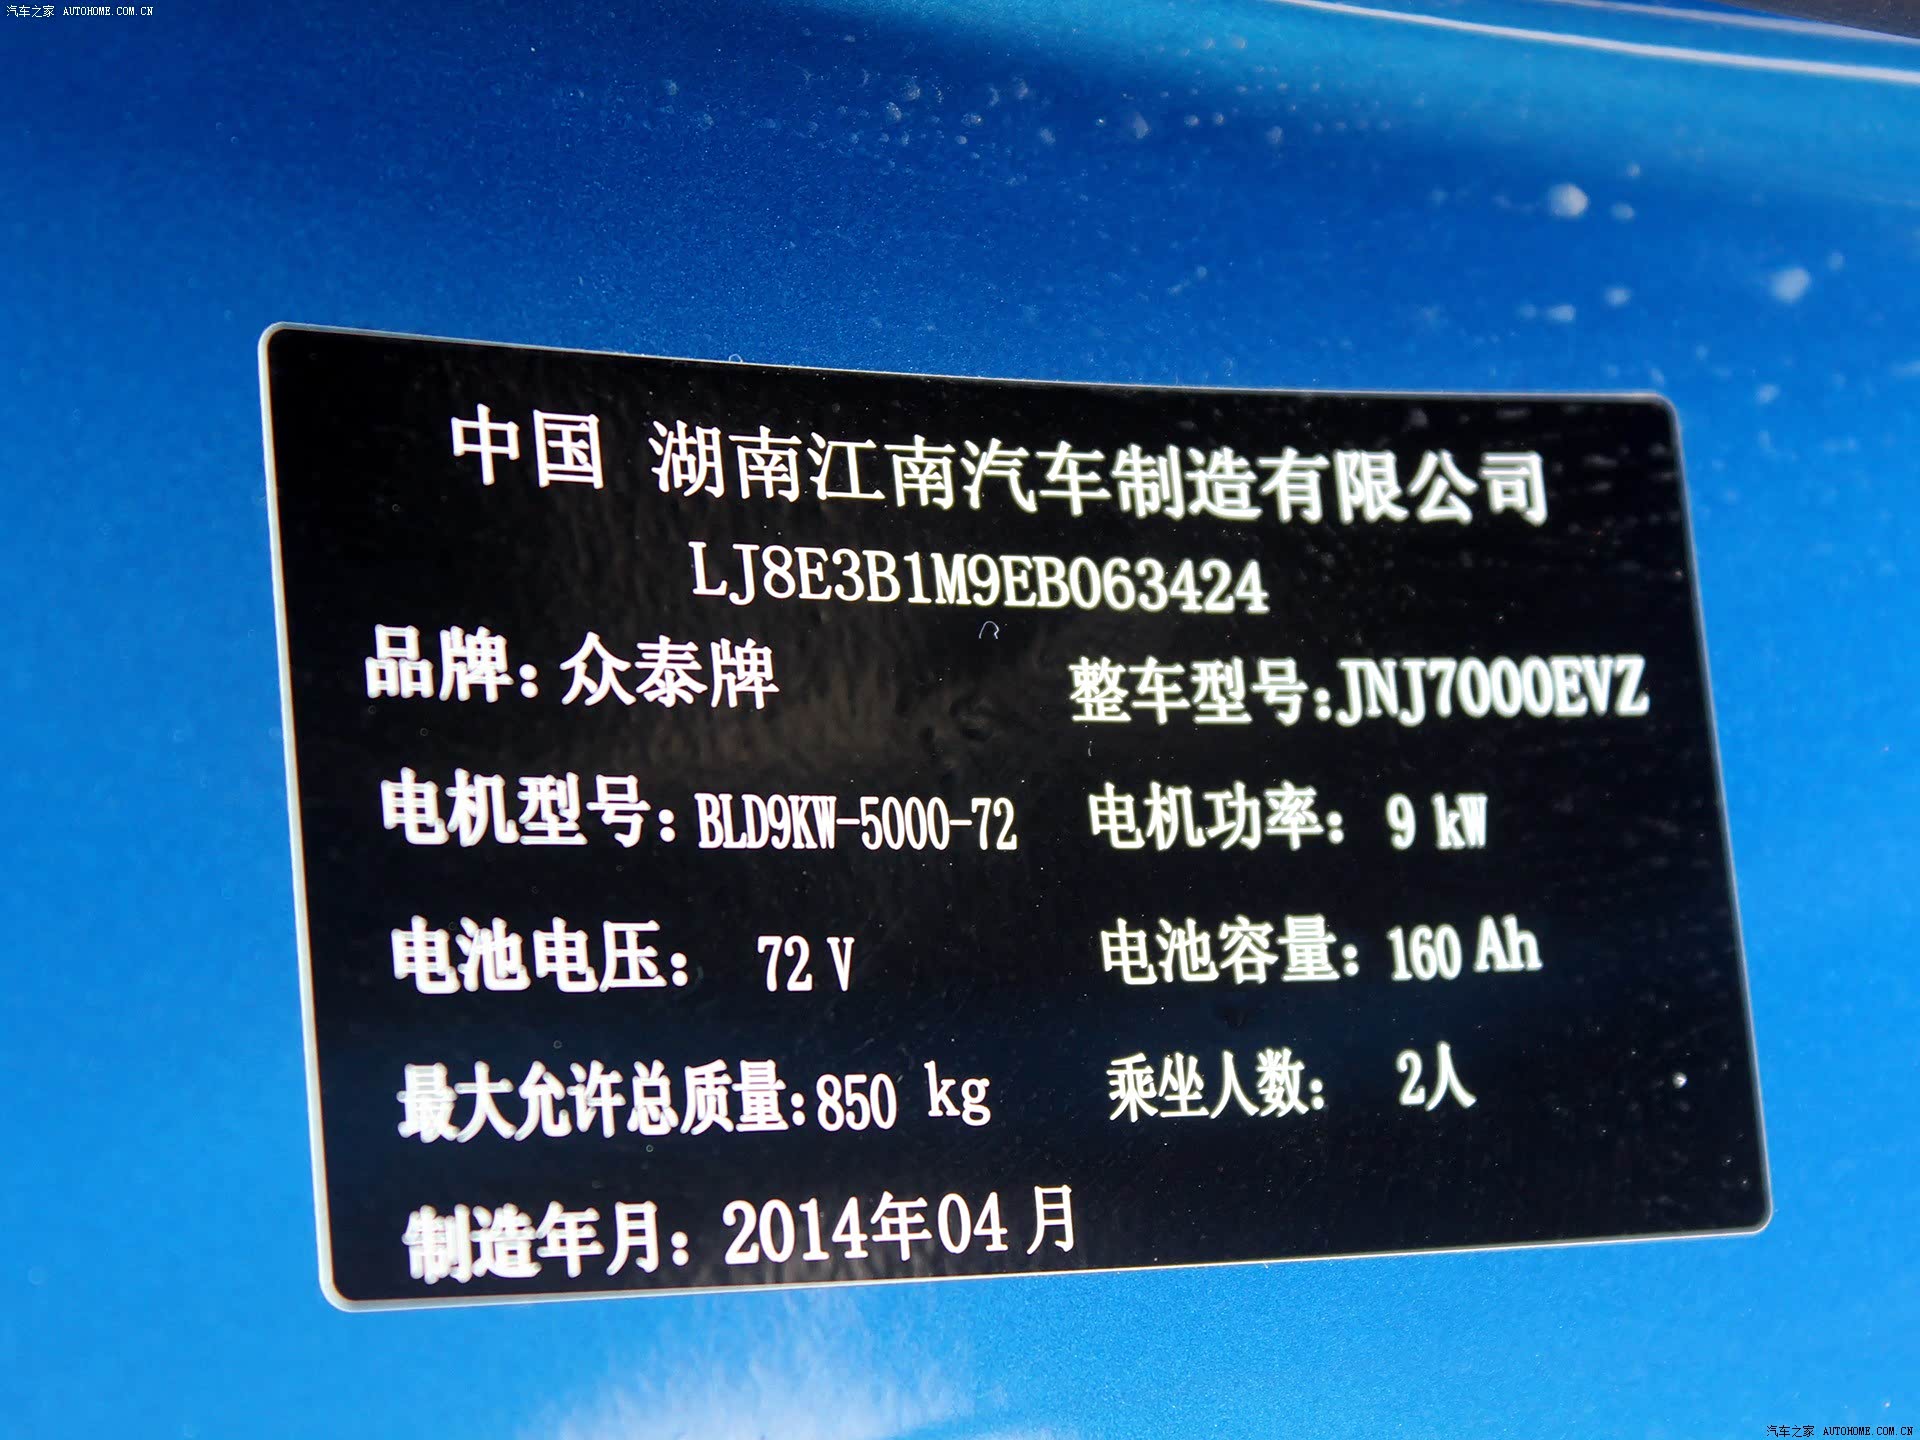 汽车之家 AUTOHOME.COM.CN
中国 湖南江南汽车制造有限公司
LJ8E3B1M9EB063424
品牌:众泰牌 整车型号:JNJ7000EVZ
电机型号:BLD9KW-5000-72 电机功率: 9 kW
电池电压: 72 V 电池容量: 160 Ah
最大允许总质量:850 kg 乘坐人数: 2人
制造年月: 2014年04月
汽车之家 AUTOHOME.COM.CN